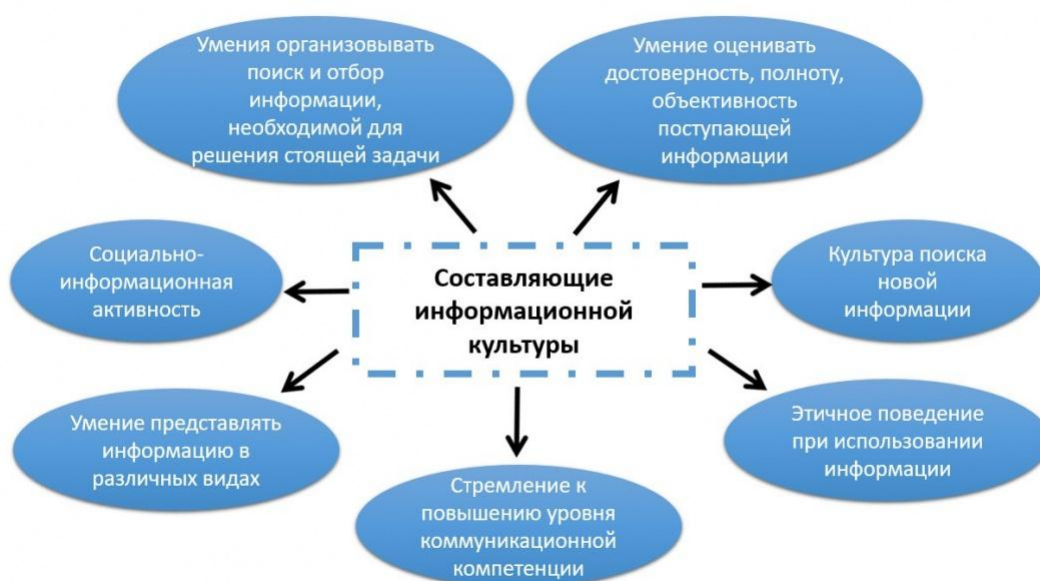 Умения организовывать
поиск и отбор
информации,
необходимой для
решения стоящей задачи
Умение оценивать
достоверность, полноту,
объективность
поступающей
информации
Социально-
информационная
активность
Составляющие
информационной
культуры
Культура поиска
новой
информации
Умение представлять
информацию в
различных видах
Этичное поведение
при использовании
информации
Стремление к
повышению уровня
коммуникационной
компетенции